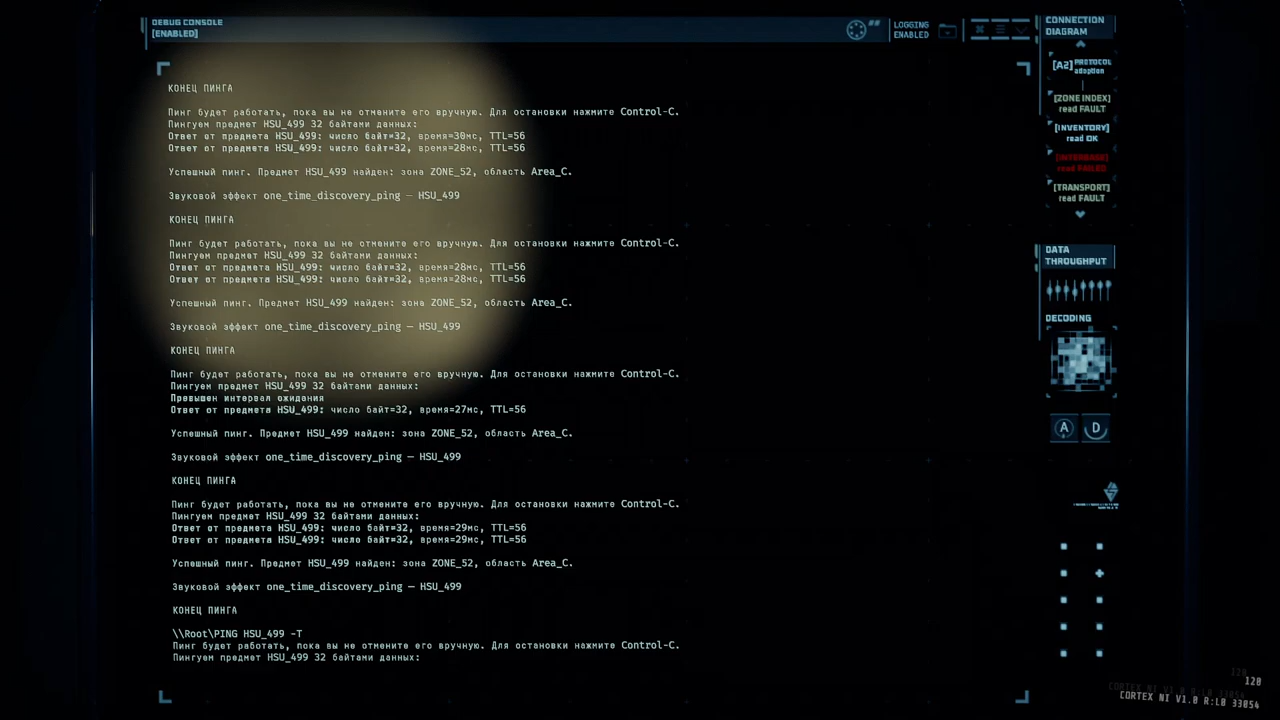 DEBUG CONSOLE
[ENABLED]
LOGGING
ENABLED
КОНЕЦ ПИНГА
Пинг будет работать, пока вы не отмените его вручную. Для остановки нажмите Control-C.
Пингуем предмет HSU_499 32 байтами данных:
Ответ от предмета HSU_499: число байт=32, время=30мс, TTL=56
Ответ от предмета HSU_499: число байт=32, время=28мс, TTL=56
Успешный пинг. Предмет HSU_499 найден: зона ZONE_52, область Area_C.
Звуковой эффект one_time_discovery_ping — HSU_499
КОНЕЦ ПИНГА
Пинг будет работать, пока вы не отмените его вручную. Для остановки нажмите Control-C.
Пингуем предмет HSU_499 32 байтами данных:
Ответ от предмета HSU_499: число байт=32, время=28мс, TTL=56
Ответ от предмета HSU_499: число байт=32, время=28мс, TTL=56
Успешный пинг. Предмет HSU_499 найден: зона ZONE_52, область Area_C.
Звуковой эффект one_time_discovery_ping — HSU_499
КОНЕЦ ПИНГА
Пинг будет работать, пока вы не отмените его вручную. Для остановки нажмите Control-C.
Пингуем предмет HSU_499 32 байтами данных:
Превышен интервал ожидания
Ответ от предмета HSU_499: число байт=32, время=27мс, TTL=56
Успешный пинг. Предмет HSU_499 найден: зона ZONE_52, область Area_C.
Звуковой эффект one_time_discovery_ping — HSU_499
КОНЕЦ ПИНГА
Пинг будет работать, пока вы не отмените его вручную. Для остановки нажмите Control-C.
Пингуем предмет HSU_499 32 байтами данных:
Ответ от предмета HSU_499: число байт=32, время=29мс, TTL=56
Ответ от предмета HSU_499: число байт=32, время=29мс, TTL=56
Успешный пинг. Предмет HSU_499 найден: зона ZONE_52, область Area_C.
Звуковой эффект one_time_discovery_ping — HSU_499
КОНЕЦ ПИНГА
\\Root\PING HSU_499 -T
Пинг будет работать, пока вы не отмените его вручную. Для остановки нажмите Control-C.
Пингуем предмет HSU_499 32 байтами данных:
CONNECTION
DIAGRAM
[A2] PROTOCOL
adoption
[ZONE INDEX]
read FAULT
[INVENTORY]
read OK
read FAILED
[TRANSPORT]
read FAULT
DATA
THROUGHPUT
DECODING
A D
120
CORTEX NI V1.0 R:L0 33054